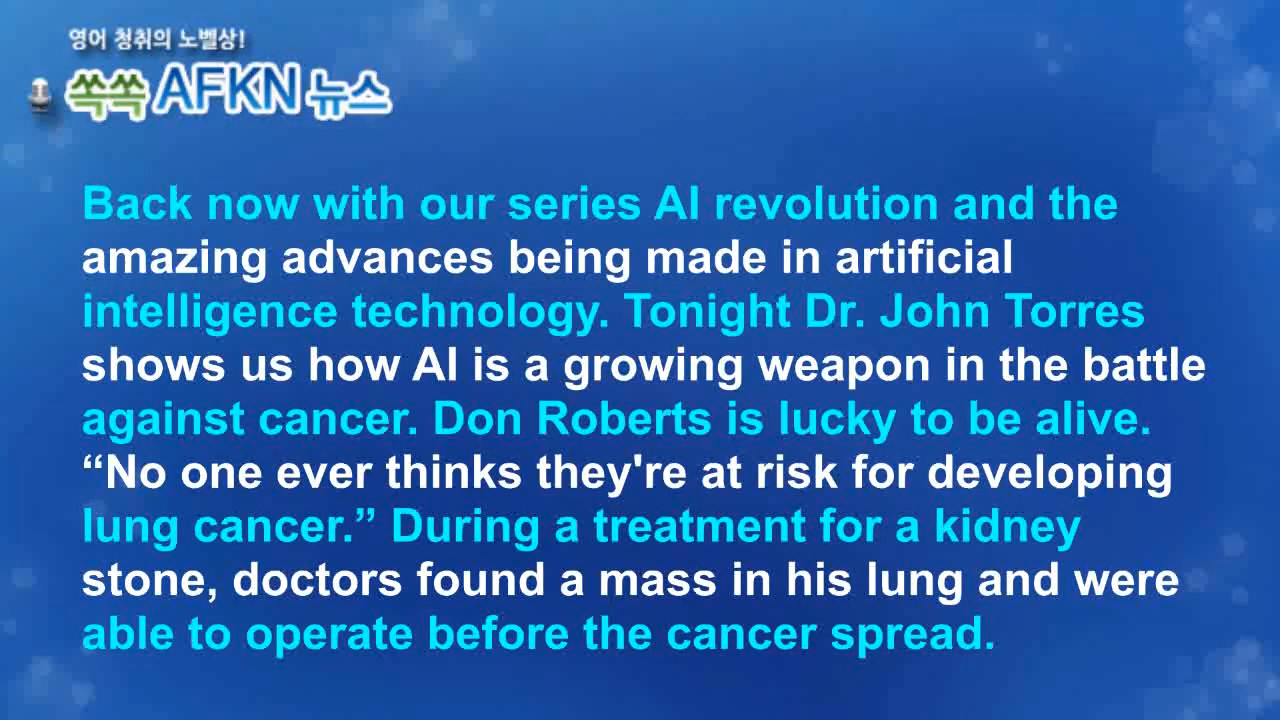 영어 청취의 노벨상!
쏙쏙 AFKN 뉴스
Back now with our series AI revolution and the
amazing advances being made in artificial
intelligence technology. Tonight Dr. John Torres
shows us how AI is a growing weapon in the battle
against cancer. Don Roberts is lucky to be alive.
“No one ever thinks they're at risk for developing
lung cancer.” During a treatment for a kidney
stone, doctors found a mass in his lung and were
able to operate before the cancer spread.